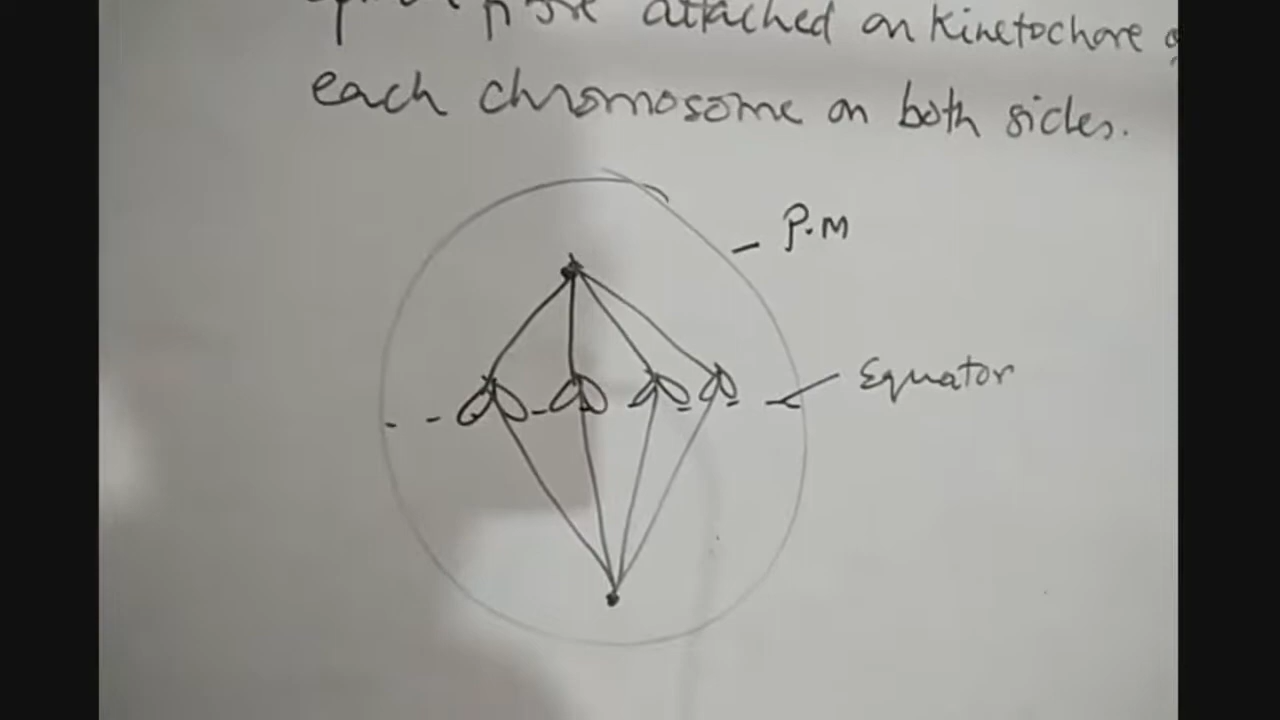 attached on kinetochore
each chromosome on both sides.
P.M
Equator